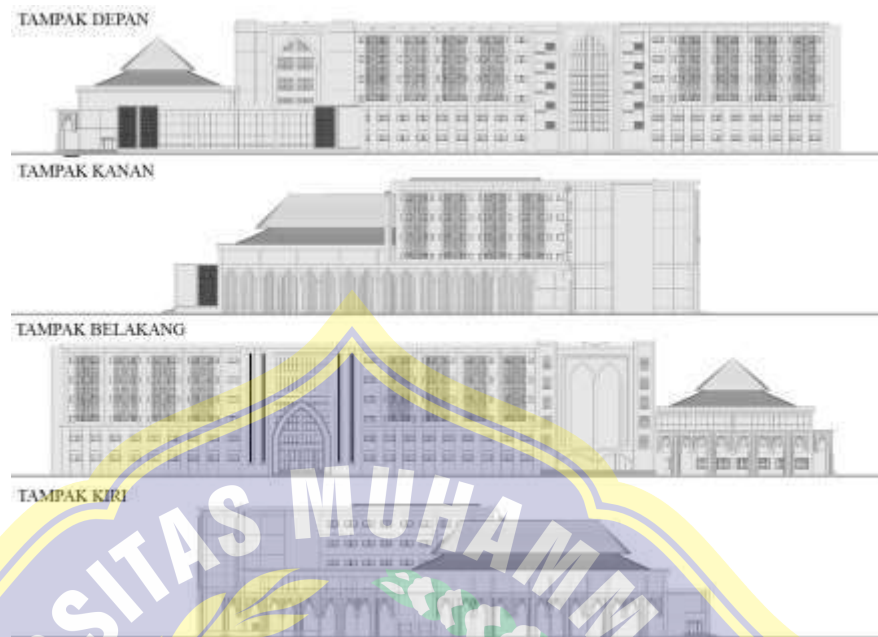 TAMPAK DEPAN
TAMPAK KANAN
TAMPAK BELAKANG
TAMPAK KIRI
SITAS MUHAMM